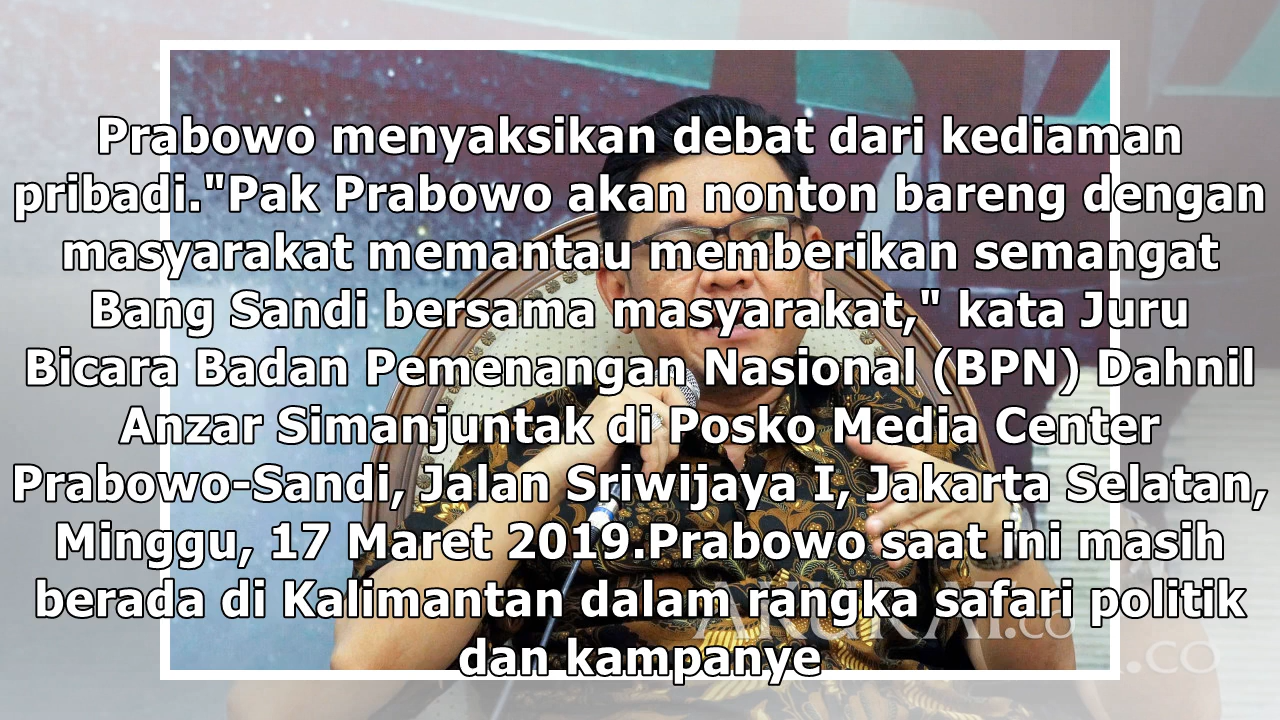 Prabowo menyaksikan debat dari kediaman
pribadi."Pak Prabowo akan nonton bareng dengan
masyarakat memantau memberikan semangat
Bang Sandi bersama masyarakat," kata Juru
Bicara Badan Pemenangan Nasional (BPN) Dahnil
Anzar Simanjuntak di Posko Media Center
Prabowo-Sandi, Jalan Sriwijaya I, Jakarta Selatan,
Minggu, 17 Maret 2019.Prabowo saat ini masih
berada di Kalimantan dalam rangka safari politik
dan kampanye
AKURAT.co